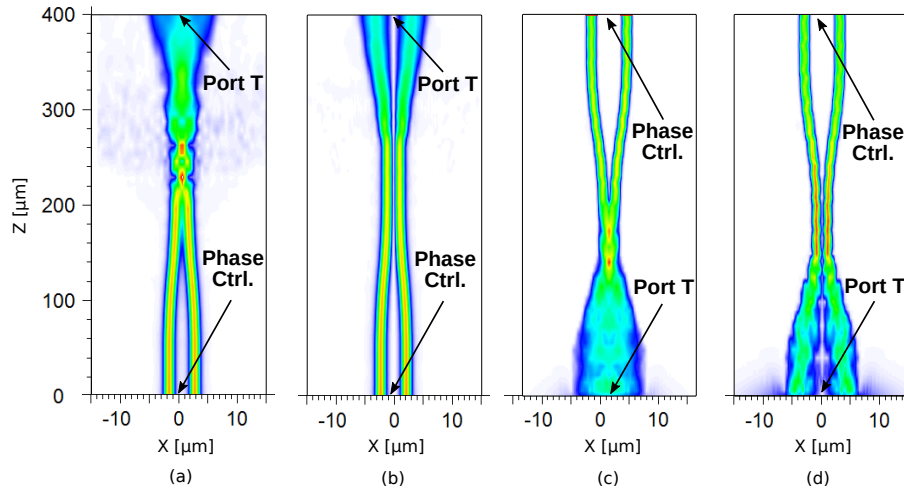 400
300
200
100
0
Z [µm]
Port T
Phase
Ctrl.
-10 0 10
X [µm]
(a)
Port T
Phase
Ctrl.
-10 0 10
X [µm]
(b)
Phase
Ctrl.
Port T
-10 0 10
X [µm]
(c)
Phase
Ctrl.
Port T
-10 0 10
X [µm]
(d)